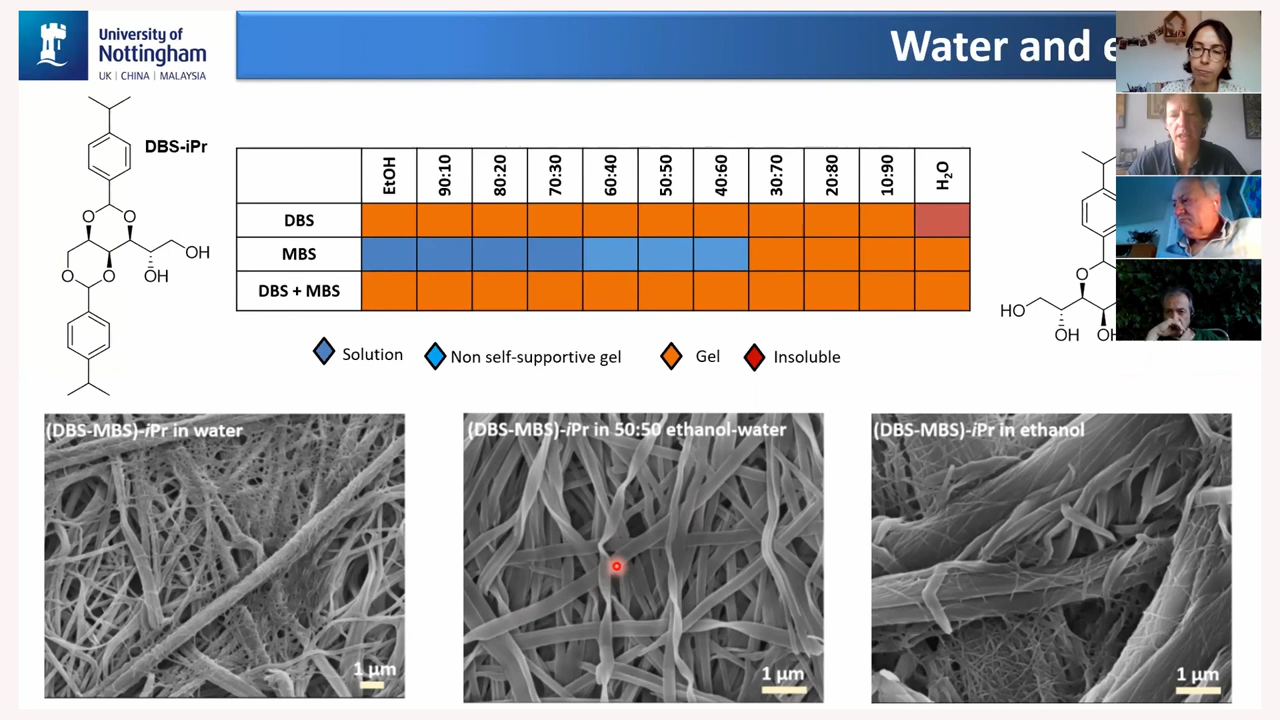 University of
Nottingham
UK | CHINA | MALAYSIA
Water and e
DBS-iPr
O O
O O
OH
OH
EtOH 90:10 80:20 70:30 60:40 50:50 40:60 30:70 20:80 10:90 H₂O
DBS
MBS
DBS + MBS
Solution Non self-supportive gel Gel Insoluble
O
HO
OH OH
(DBS-MBS)-iPr in water
1 µm
(DBS-MBS)-iPr in 50:50 ethanol-water
1 µm
(DBS-MBS)-iPr in ethanol
1 µm